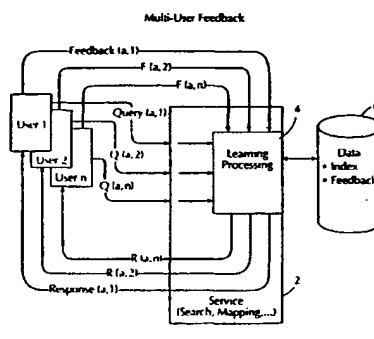 Multi-User Feedback
Feedback (a,1)
F (a,2)
F (a,n)
4
User 1
User 2
User n
Query (a,1)
Q (a,2)
Q (a,n)
Learning
Processing
Data
• Index
• Feedback
R (a,n)
R (a,2)
Response (a,1)
Service
(Search, Mapping,...)
2